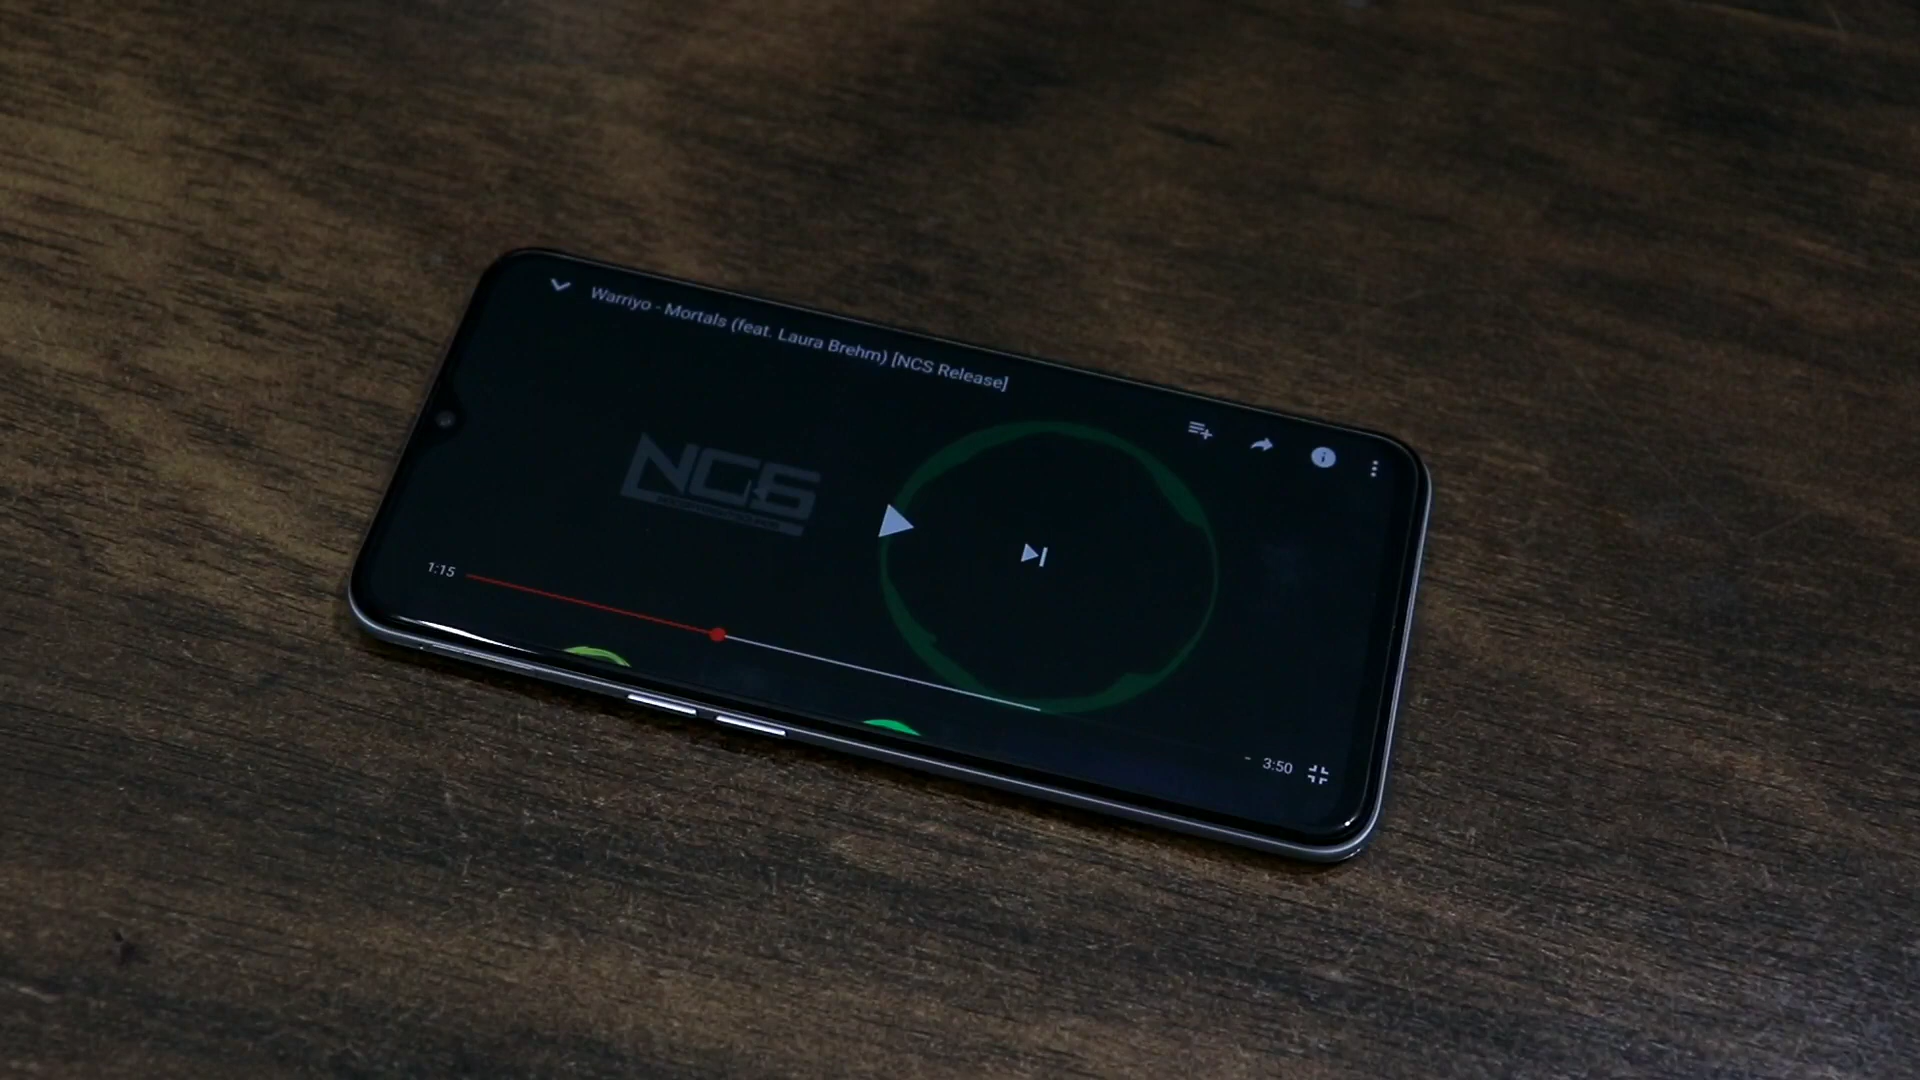 Warriyo - Mortals (feat. Laura Brehm) [NCS Release]
NCS
1:15
- 3:50